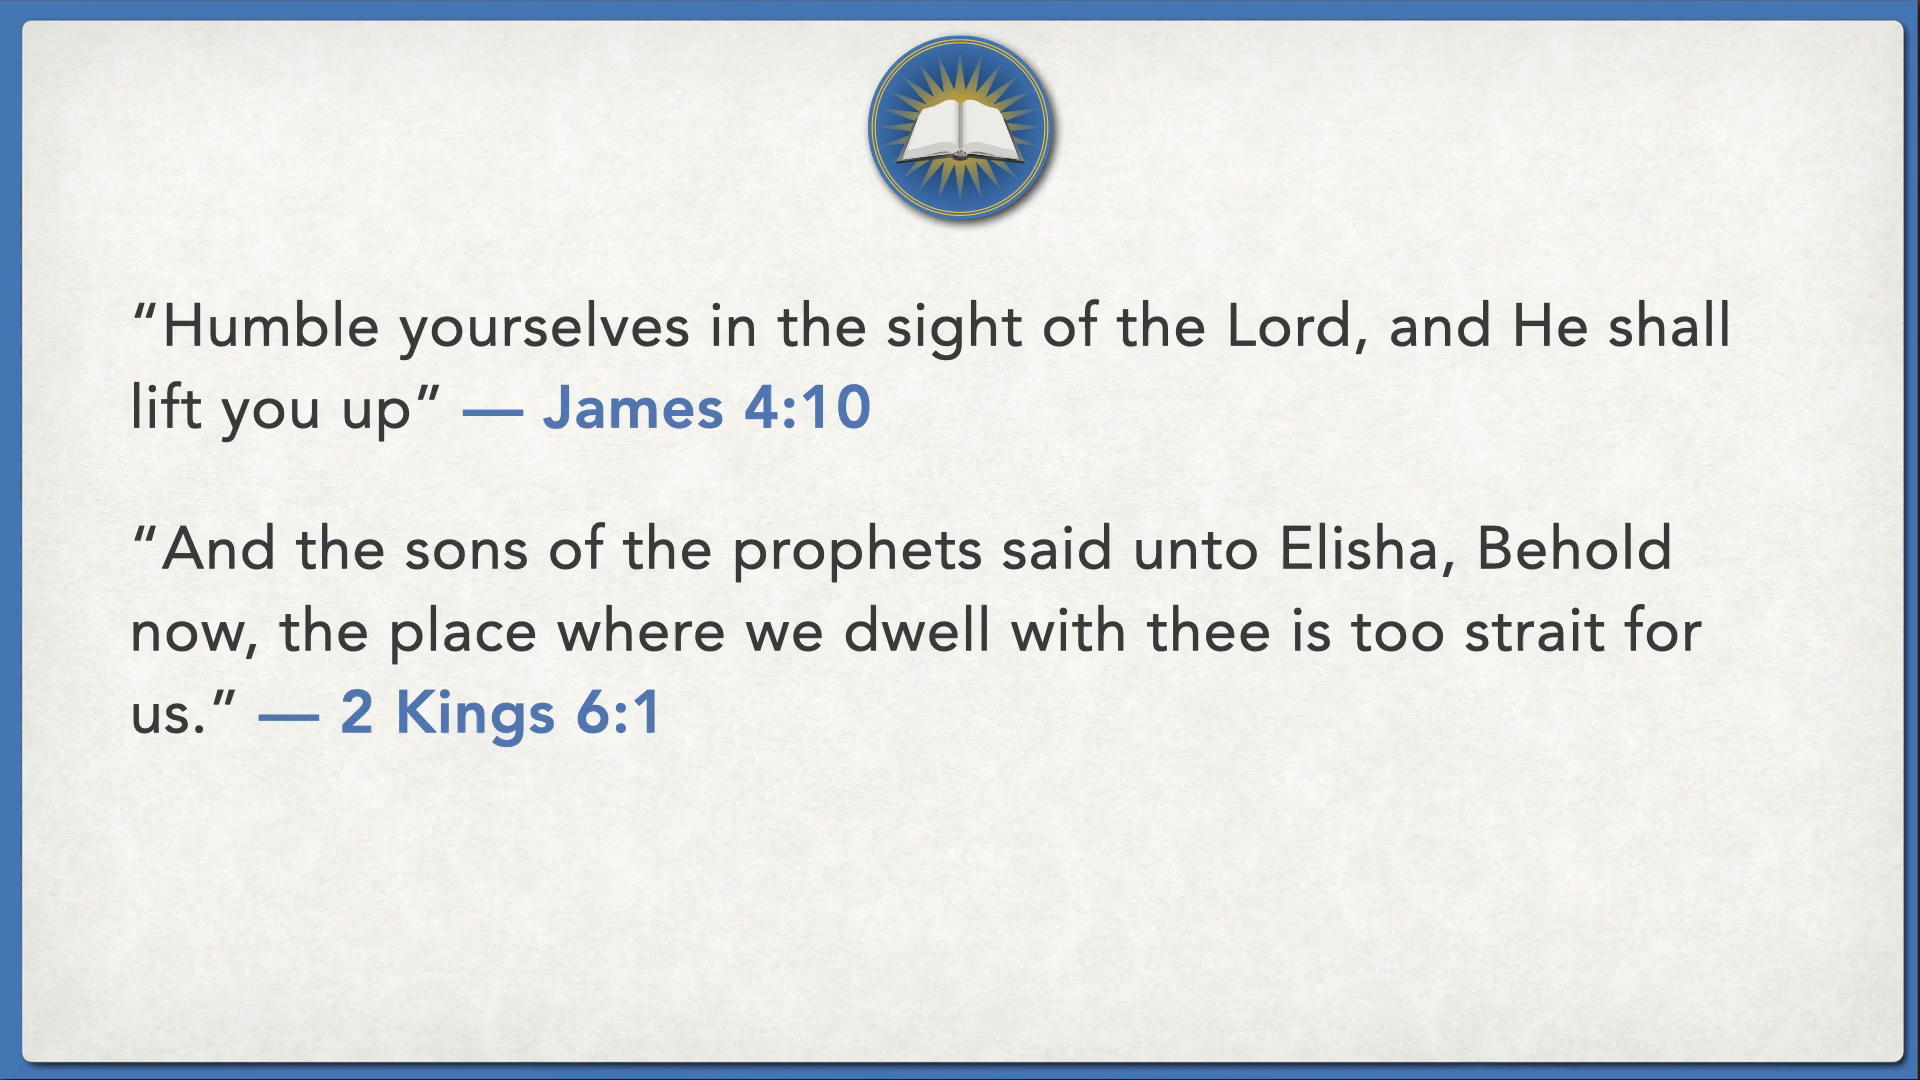 “Humble yourselves in the sight of the Lord, and He shall
lift you up” — James 4:10
“And the sons of the prophets said unto Elisha, Behold
now, the place where we dwell with thee is too strait for
us.” — 2 Kings 6:1